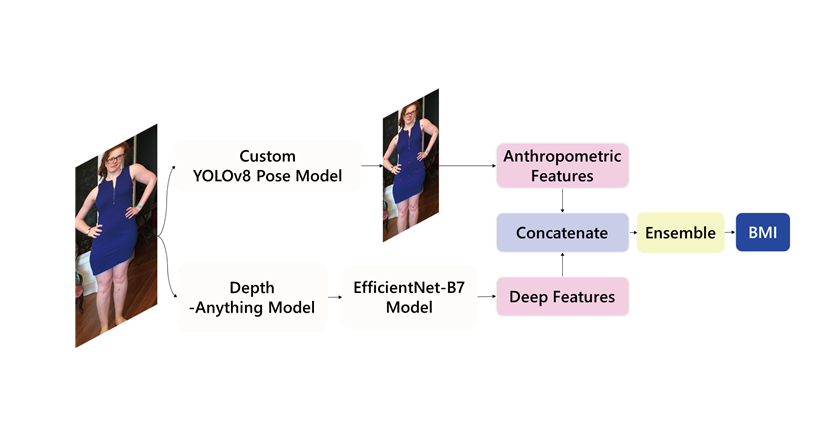 Custom
YOLOv8 Pose Model
Anthropometric
Features
Concatenate
Ensemble
BMI
Depth
-Anything Model
EfficientNet-B7
Model
Deep Features